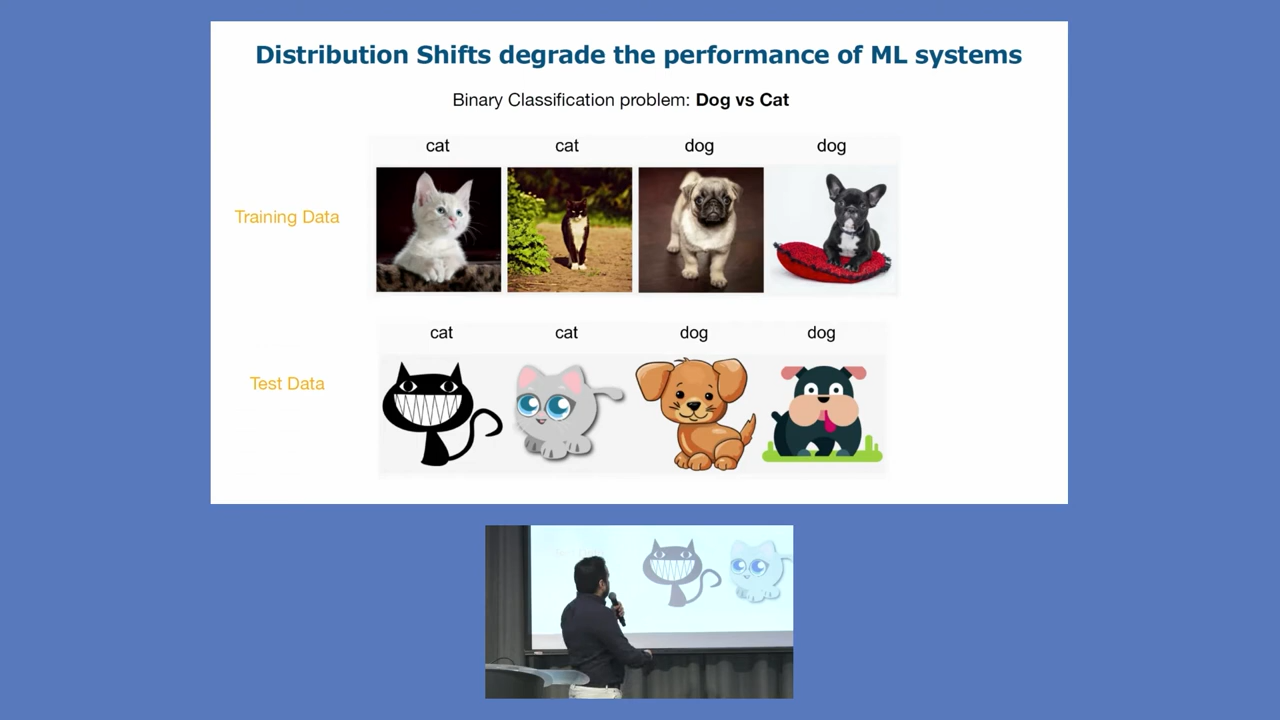 Distribution Shifts degrade the performance of ML systems
Binary Classification problem: Dog vs Cat
cat cat dog dog
Training Data
cat cat dog dog
Test Data